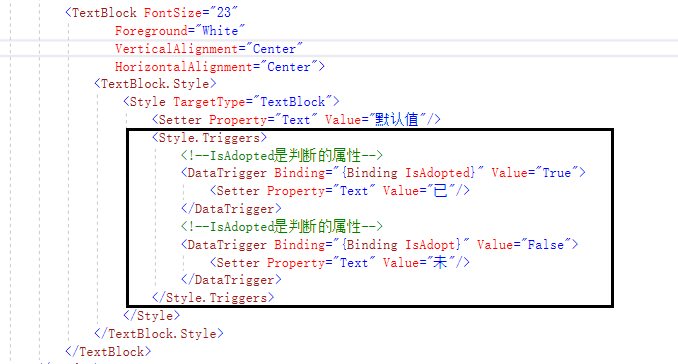 <TextBlock FontSize="23"
Foreground="White"
VerticalAlignment="Center"
HorizontalAlignment="Center">
<TextBlock.Style>
<Style TargetType="TextBlock">
<Setter Property="Text" Value="默认值"/>
<Style.Triggers>
<!--IsAdopted是判断的属性-->
<DataTrigger Binding="{Binding IsAdopted}" Value="True">
<Setter Property="Text" Value="已"/>
</DataTrigger>
<!--IsAdopted是判断的属性-->
<DataTrigger Binding="{Binding IsAdopt}" Value="False">
<Setter Property="Text" Value="未"/>
</DataTrigger>
</Style.Triggers>
</Style>
</TextBlock.Style>
</TextBlock>